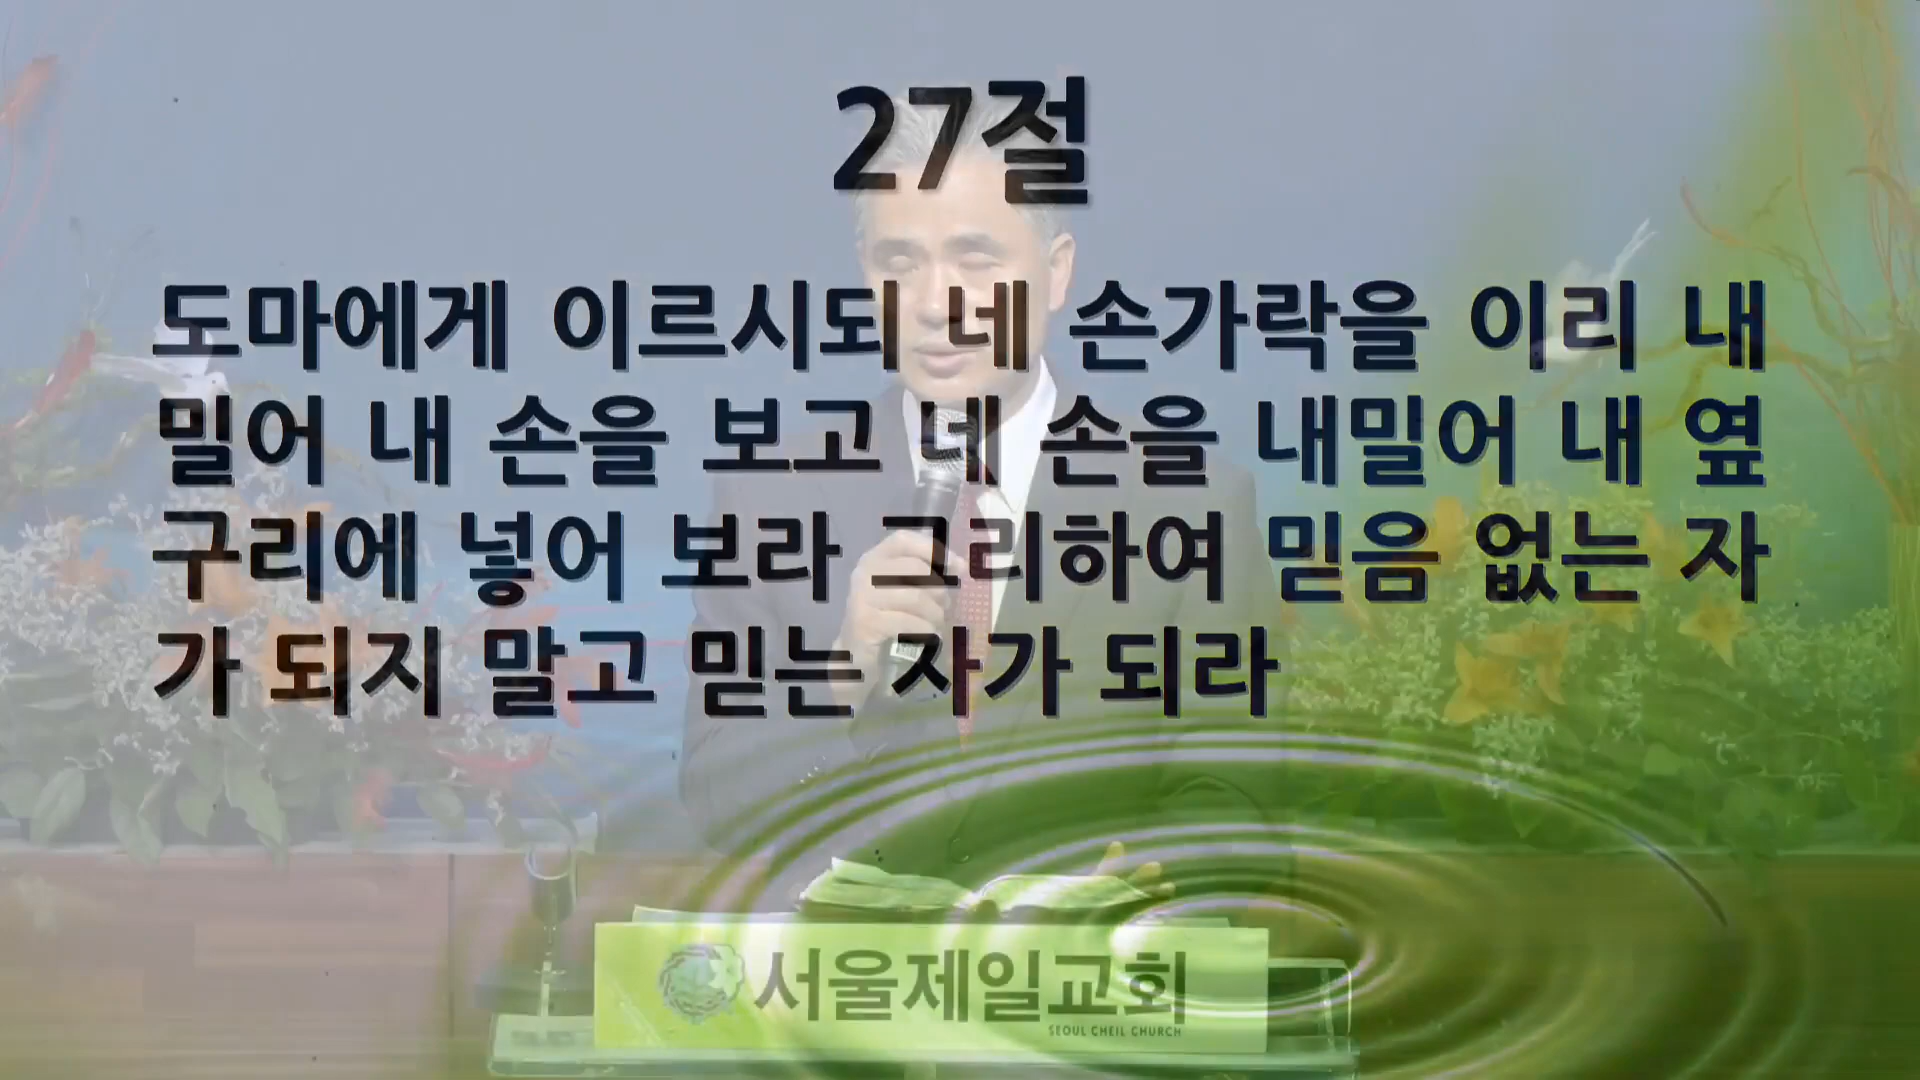 27절
도마에게 이르시되 네 손가락을 이리 내
밀어 내 손을 보고 네 손을 내밀어 내 옆
구리에 넣어 보라 그리하여 믿음 없는 자
가 되지 말고 믿는 자가 되라
서울제일교회
SEOUL CHEIL CHURCH